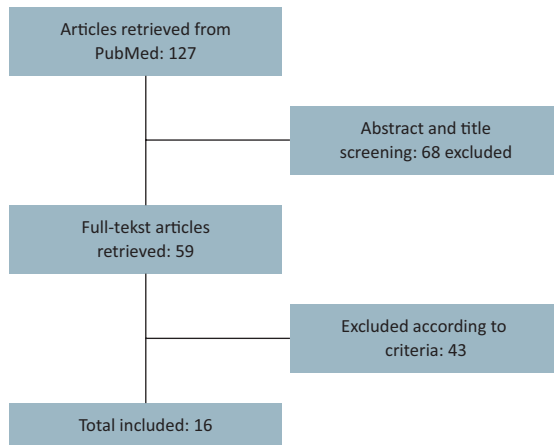 Articles retrieved from
PubMed: 127
Abstract and title
screening: 68 excluded
Full-tekst articles
retrieved: 59
Excluded according to
criteria: 43
Total included: 16